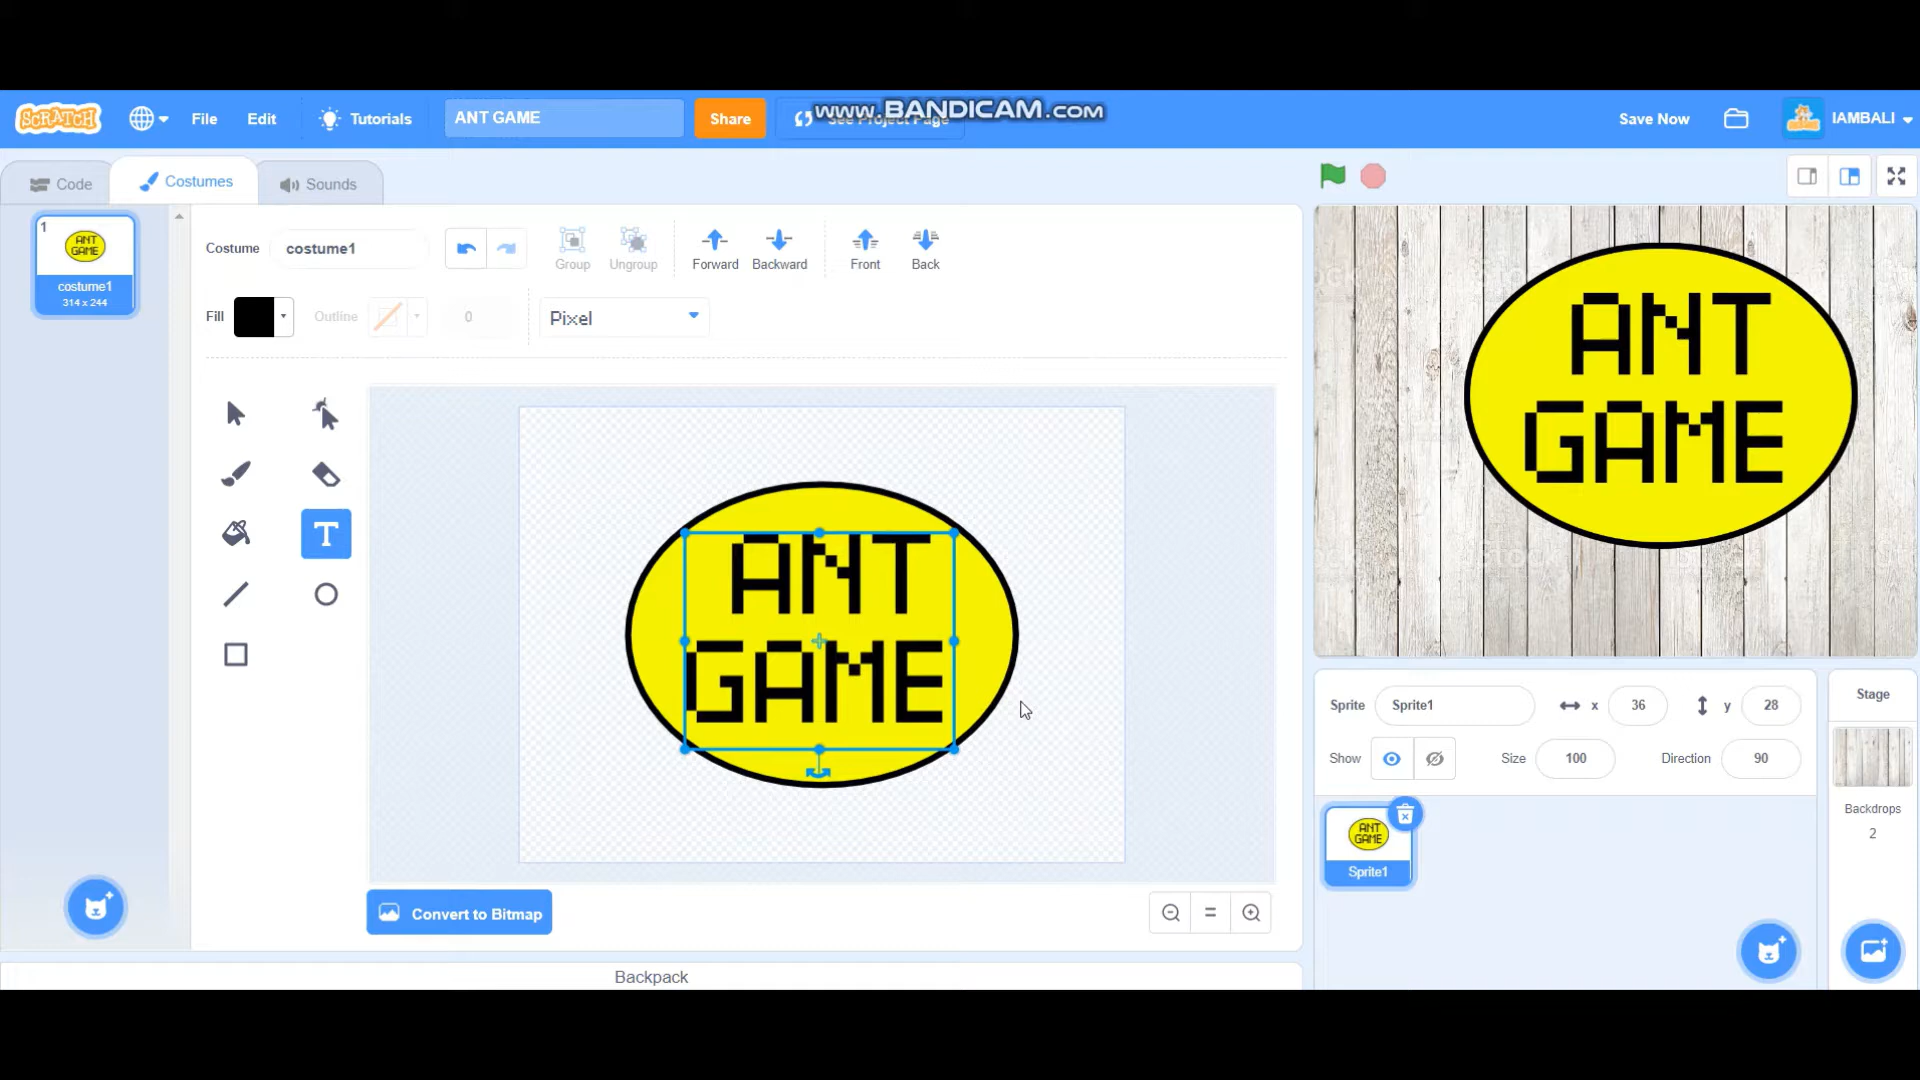 www.BANDICAM.com
SCRATCH
File
Edit
Tutorials
ANT GAME
Share
See Project Page
Save Now
IAMBALI
Code
Costumes
Sounds
1
ANT
GAME
costume1
314 x 244
Costume
costume1
Group
Ungroup
Forward
Backward
Front
Back
Fill
Outline
0
Pixel
T
ANT
GAME
Convert to Bitmap
Backpack
ANT
GAME
Sprite
Sprite1
x
36
y
28
Show
Size
100
Direction
90
ANT
GAME
Sprite1
Stage
Backdrops
2